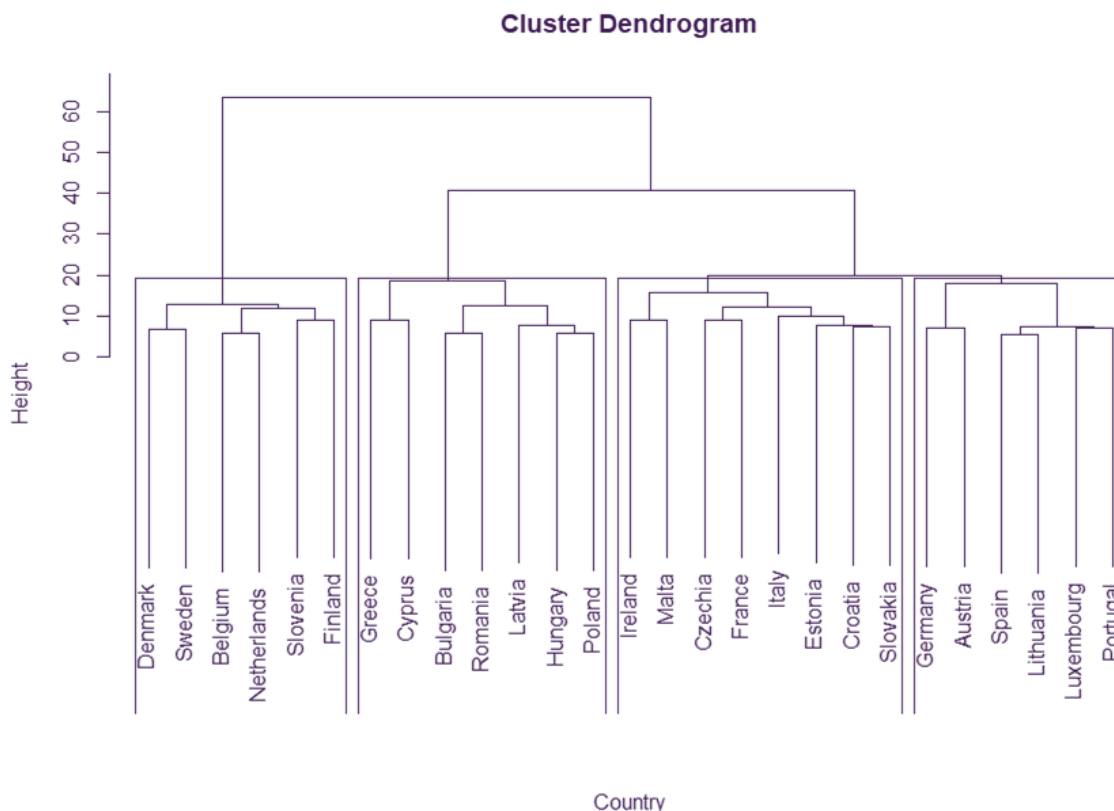 Cluster Dendrogram
60
50
40
30
20
10
0
Height
Denmark
Sweden
Belgium
Netherlands
Slovenia
Finland
Greece
Cyprus
Bulgaria
Romania
Latvia
Hungary
Poland
Ireland
Malta
Czechia
France
Italy
Estonia
Croatia
Slovakia
Germany
Austria
Spain
Lithuania
Luxembourg
Portugal
Country